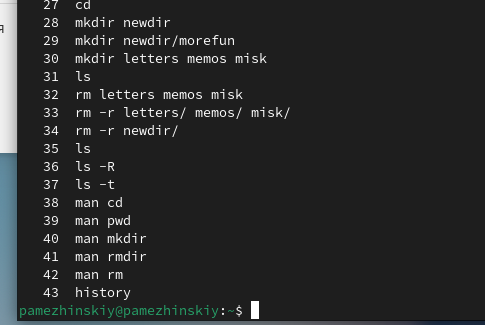 я
27 cd
28 mkdir newdir
29 mkdir newdir/morefun
30 mkdir letters memos misk
31 ls
32 rm letters memos misk
33 rm -r letters/ memos/ misk/
34 rm -r newdir/
35 ls
36 ls -R
37 ls -t
38 man cd
39 man pwd
40 man mkdir
41 man rmdir
42 man rm
43 history
pamezhinskiy@pamezhinskiy:~$